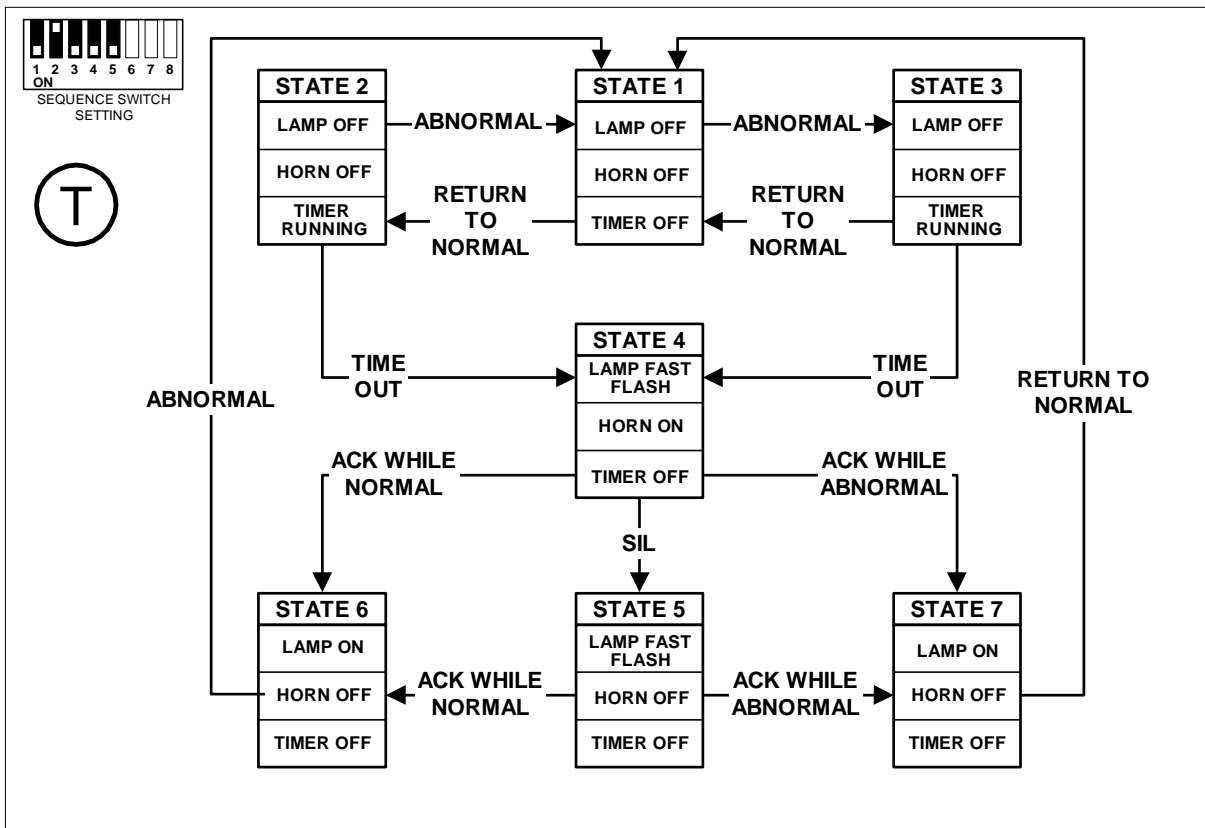 1 2 3 4 5 6 7 8
ON
SEQUENCE SWITCH
SETTING
T
STATE 2
LAMP OFF
HORN OFF
TIMER
RUNNING
ABNORMAL
STATE 1
LAMP OFF
HORN OFF
TIMER OFF
ABNORMAL
STATE 3
LAMP OFF
HORN OFF
TIMER
RUNNING
RETURN
TO
NORMAL
RETURN
TO
NORMAL
TIME
OUT
STATE 4
LAMP FAST
FLASH
HORN ON
TIMER OFF
TIME
OUT
ABNORMAL
RETURN TO
NORMAL
ACK WHILE
NORMAL
ACK WHILE
ABNORMAL
SIL
STATE 6
LAMP ON
HORN OFF
TIMER OFF
ACK WHILE
NORMAL
STATE 5
LAMP FAST
FLASH
HORN OFF
TIMER OFF
ACK WHILE
ABNORMAL
STATE 7
LAMP ON
HORN OFF
TIMER OFF